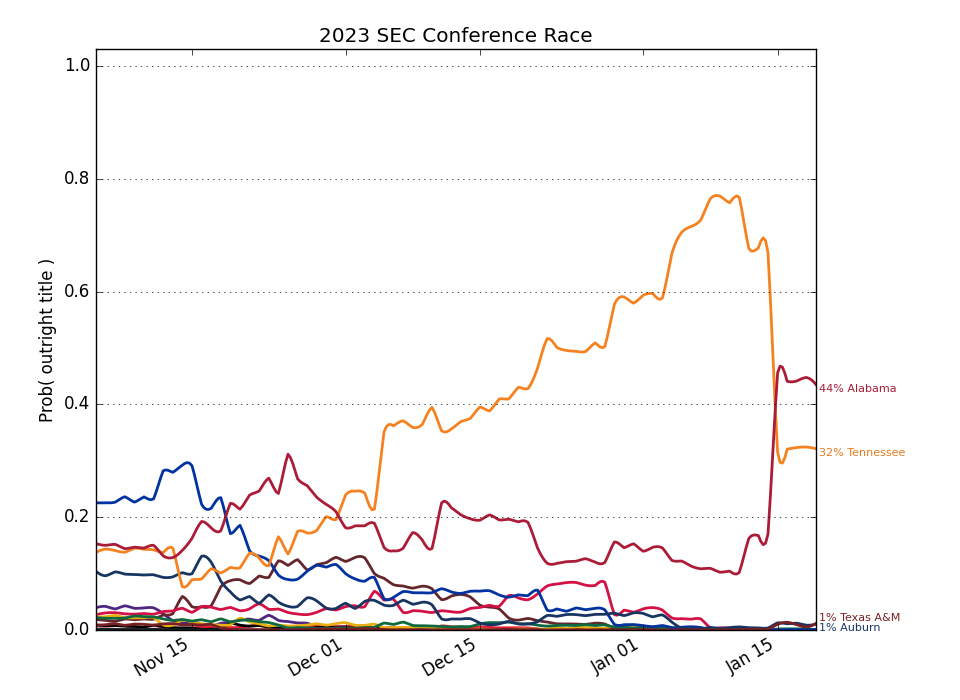 2023 SEC Conference Race
Prob( outright title )
1.0
0.8
0.6
0.4
0.2
0.0
44% Alabama
32% Tennessee
1% Texas A&M
1% Auburn
Nov 15
Dec 01
Dec 15
Jan 01
Jan 15